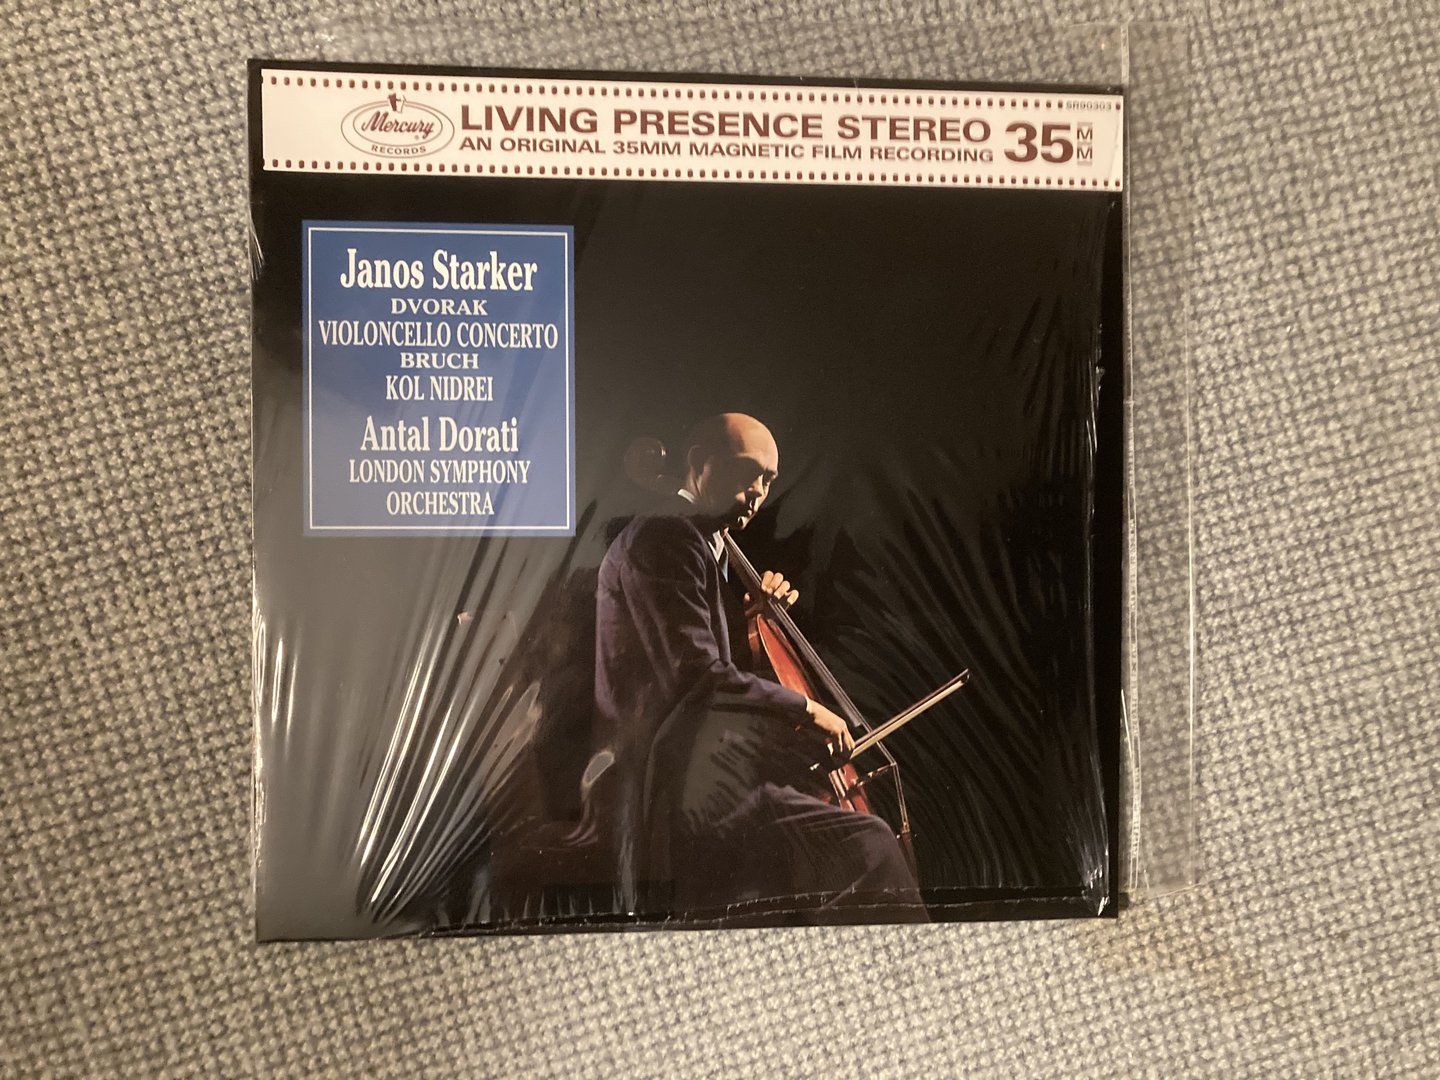 SR90303
Mercury
RECORDS
LIVING PRESENCE STEREO
AN ORIGINAL 35MM MAGNETIC FILM RECORDING
35MM
Janos Starker
DVORAK
VIOLONCELLO CONCERTO
BRUCH
KOL NIDREI
Antal Dorati
LONDON SYMPHONY
ORCHESTRA